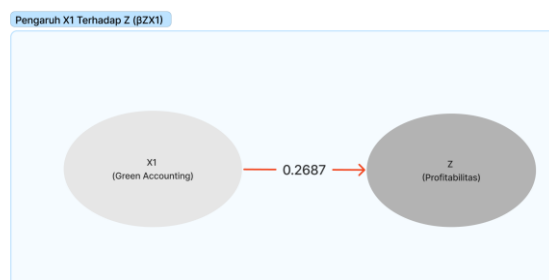 Pengaruh X1 Terhadap Z (βZX1)
X1
(Green Accounting)
0.2687
Z
(Profitabilitas)